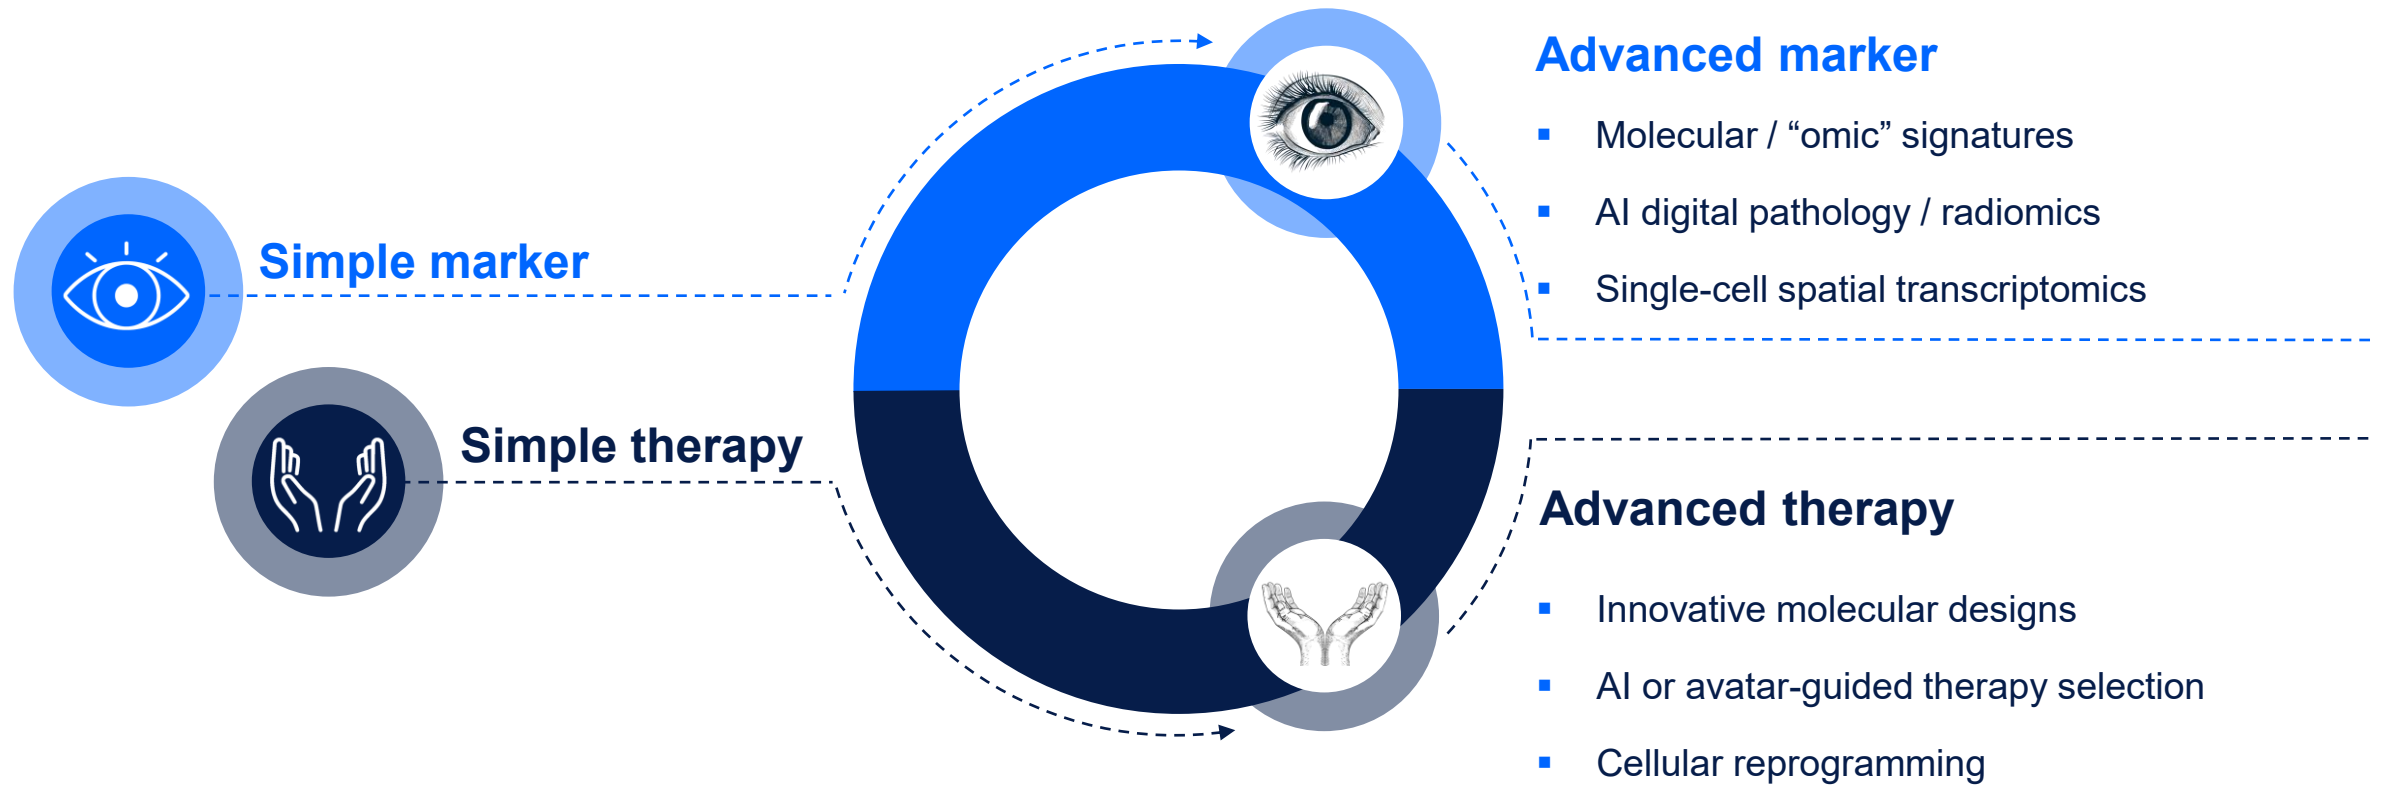 Simple marker
Simple therapy
Advanced marker
▪ Molecular / “omic” signatures
▪ AI digital pathology / radiomics
▪ Single-cell spatial transcriptomics
Advanced therapy
▪ Innovative molecular designs
▪ AI or avatar-guided therapy selection
▪ Cellular reprogramming